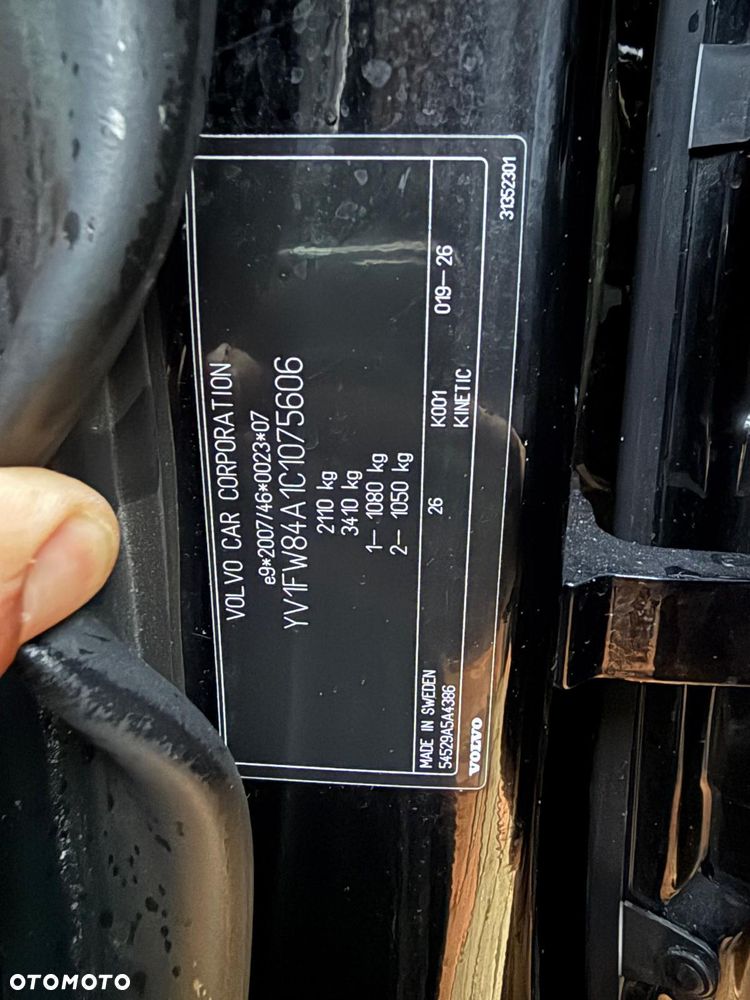 VOLVO CAR CORPORATION
e9*2007/46*0023*07
YV1FW84A1C1075606
2110 kg
3410 kg
1– 1080 kg
2– 1050 kg
MADE IN SWEDEN 26 K001 019– 26
54529A5A4386 KINETIC
VOLVO 31352301
OTOMOTO